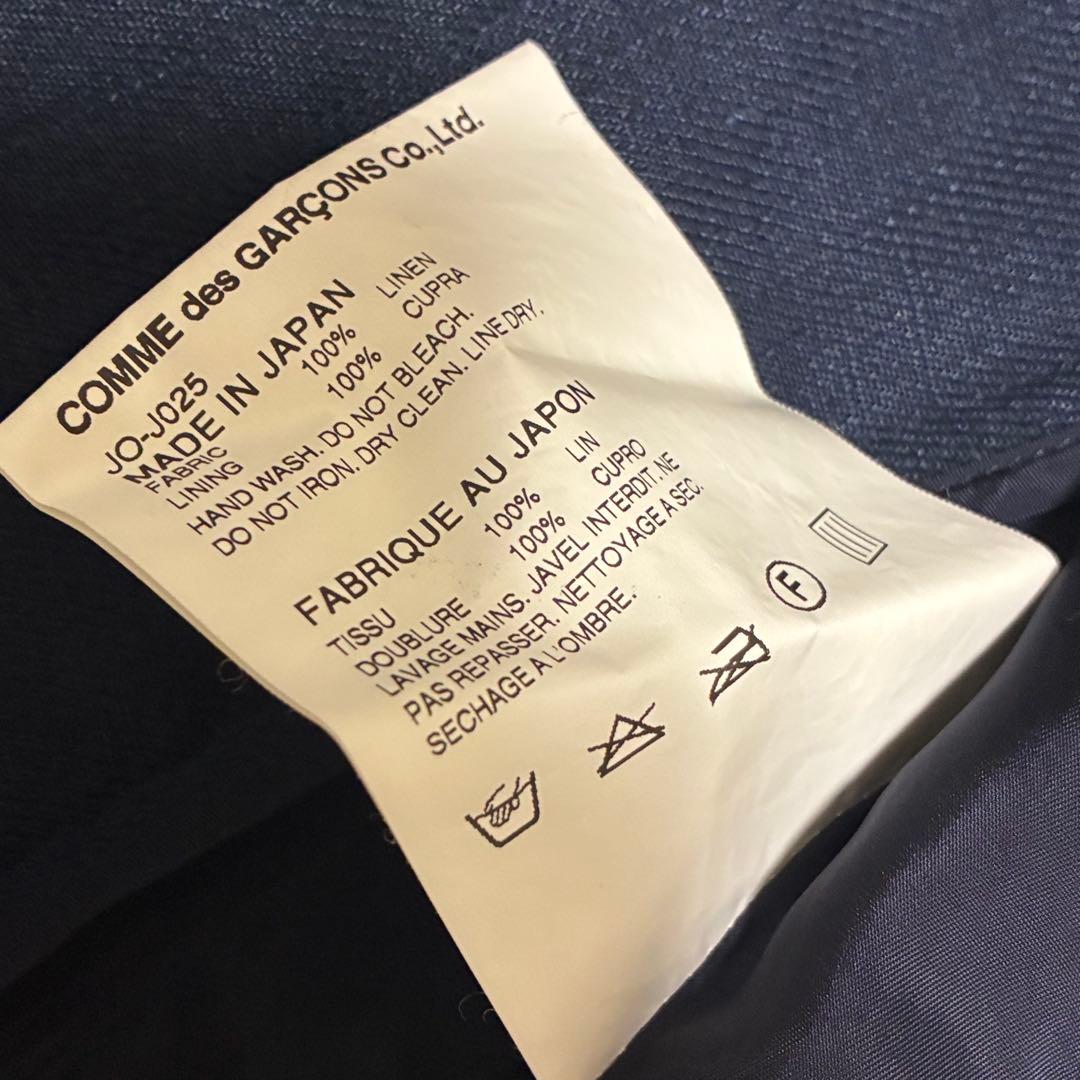 COMME des GARÇONS Co.,Ltd.
JO-J025
MADE IN JAPAN
FABRIC 100% LINEN
LINING 100% CUPRA
HAND WASH. DO NOT BLEACH.
DO NOT IRON. DRY CLEAN. LINE DRY.
FABRIQUE AU JAPON
TISSU 100% LIN
DOUBLURE 100% CUPRO
LAVAGE MAINS. JAVEL INTERDIT. NE
PAS REPASSER. NETTOYAGE A SEC.
SECHAGE A L'OMBRE.
F